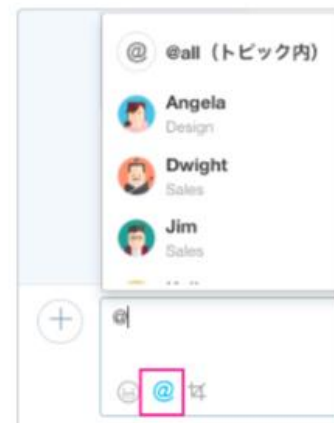 @ @all（トピック内）
Angela
Design
Dwight
Sales
Jim
Sales
@
@